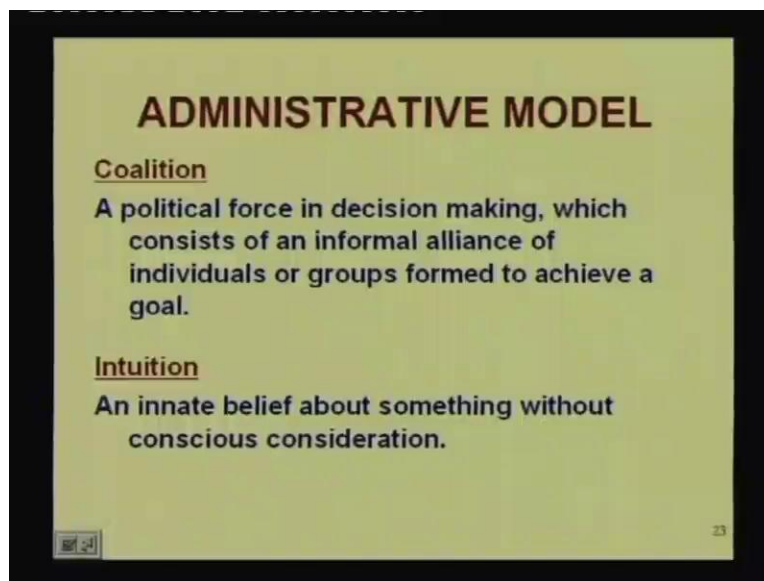 ADMINISTRATIVE MODEL
Coalition
A political force in decision making, which
consists of an informal alliance of
individuals or groups formed to achieve a
goal.
Intuition
An innate belief about something without
conscious consideration.
23